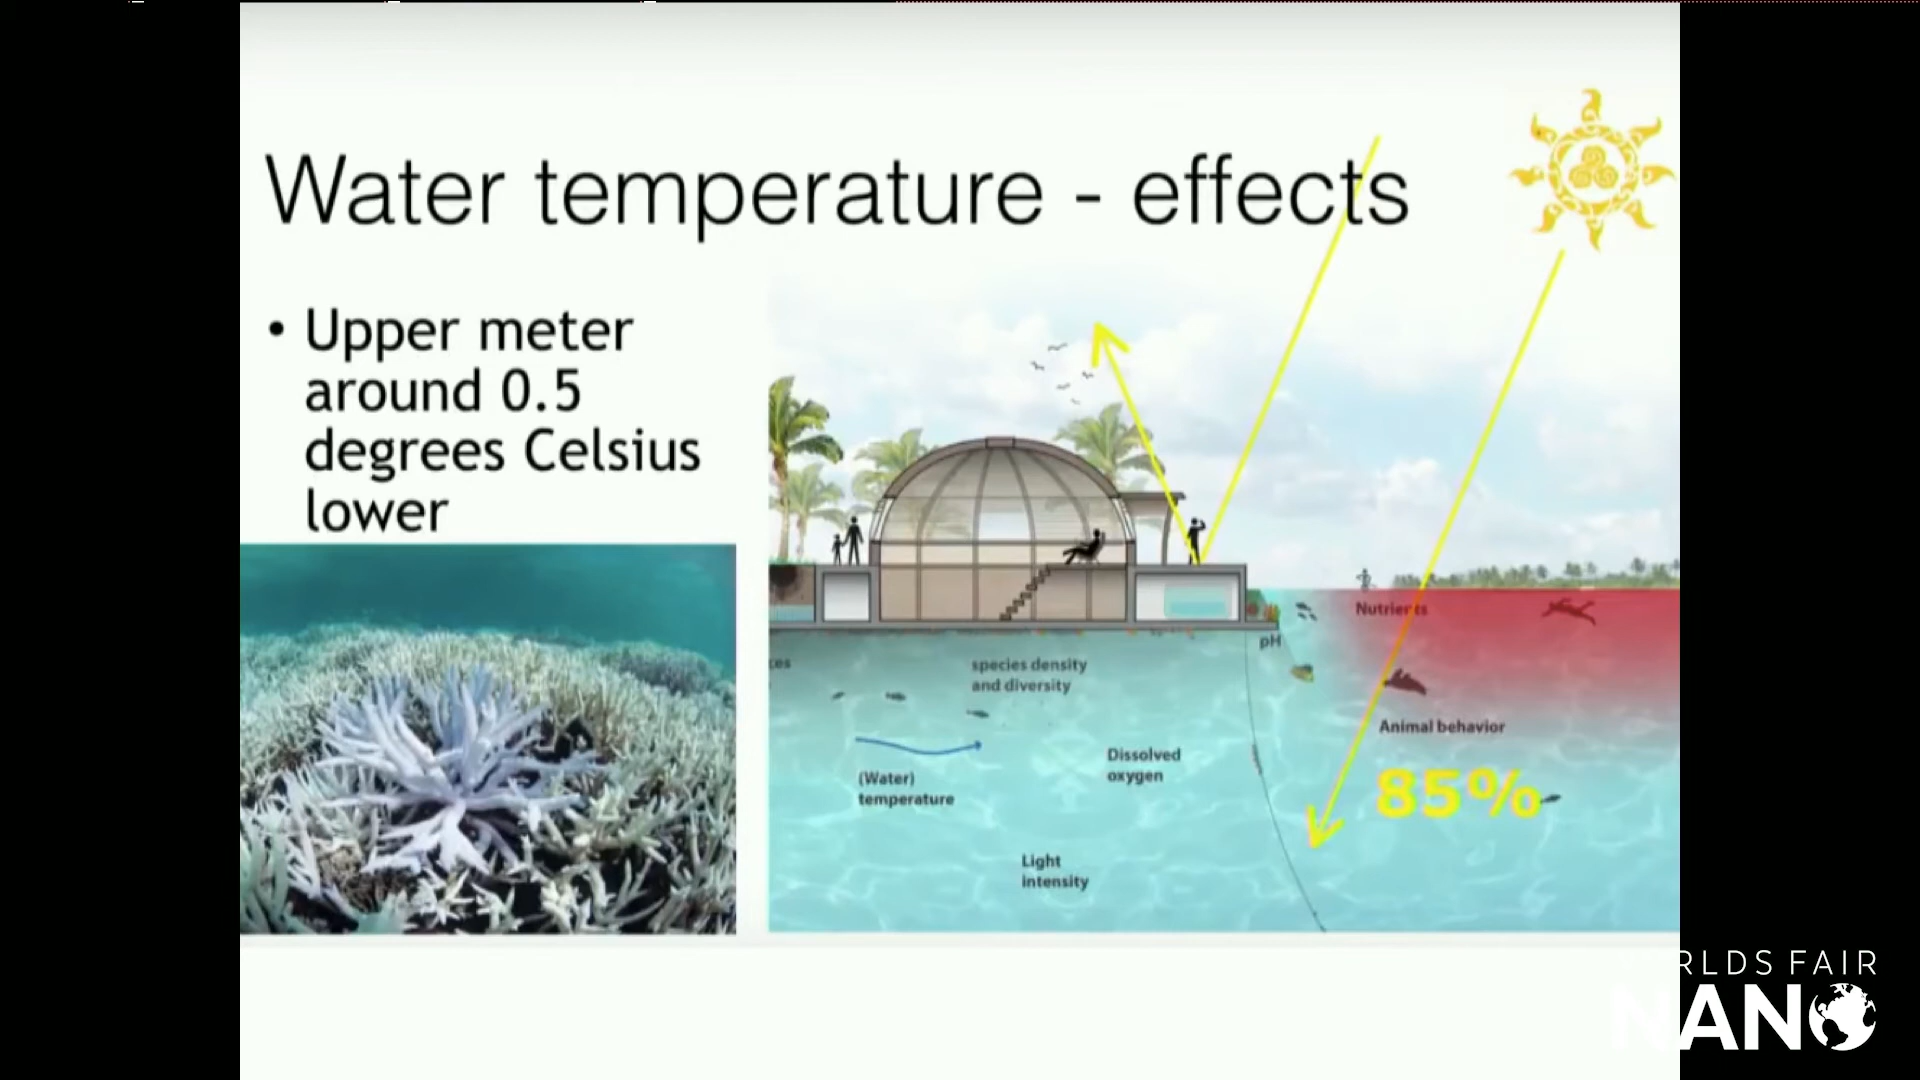 Water temperature - effects
• Upper meter
around 0.5
degrees Celsius
lower
Nutrients
pH
species density
and diversity
Animal behavior
Dissolved
oxygen
(Water)
temperature
85%
Light
intensity
RLDS FAIR
NANO